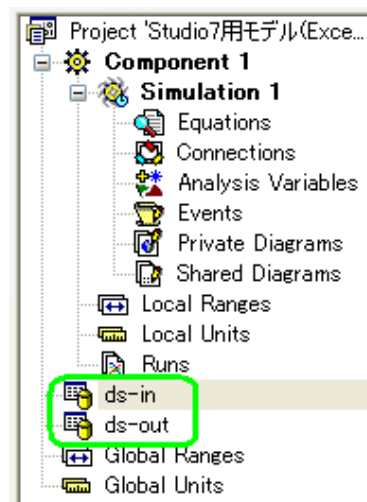 Project 'Studio7用モデル(Exce...
Component 1
Simulation 1
Equations
Connections
Analysis Variables
Events
Private Diagrams
Shared Diagrams
Local Ranges
Local Units
Runs
ds-in
ds-out
Global Ranges
Global Units